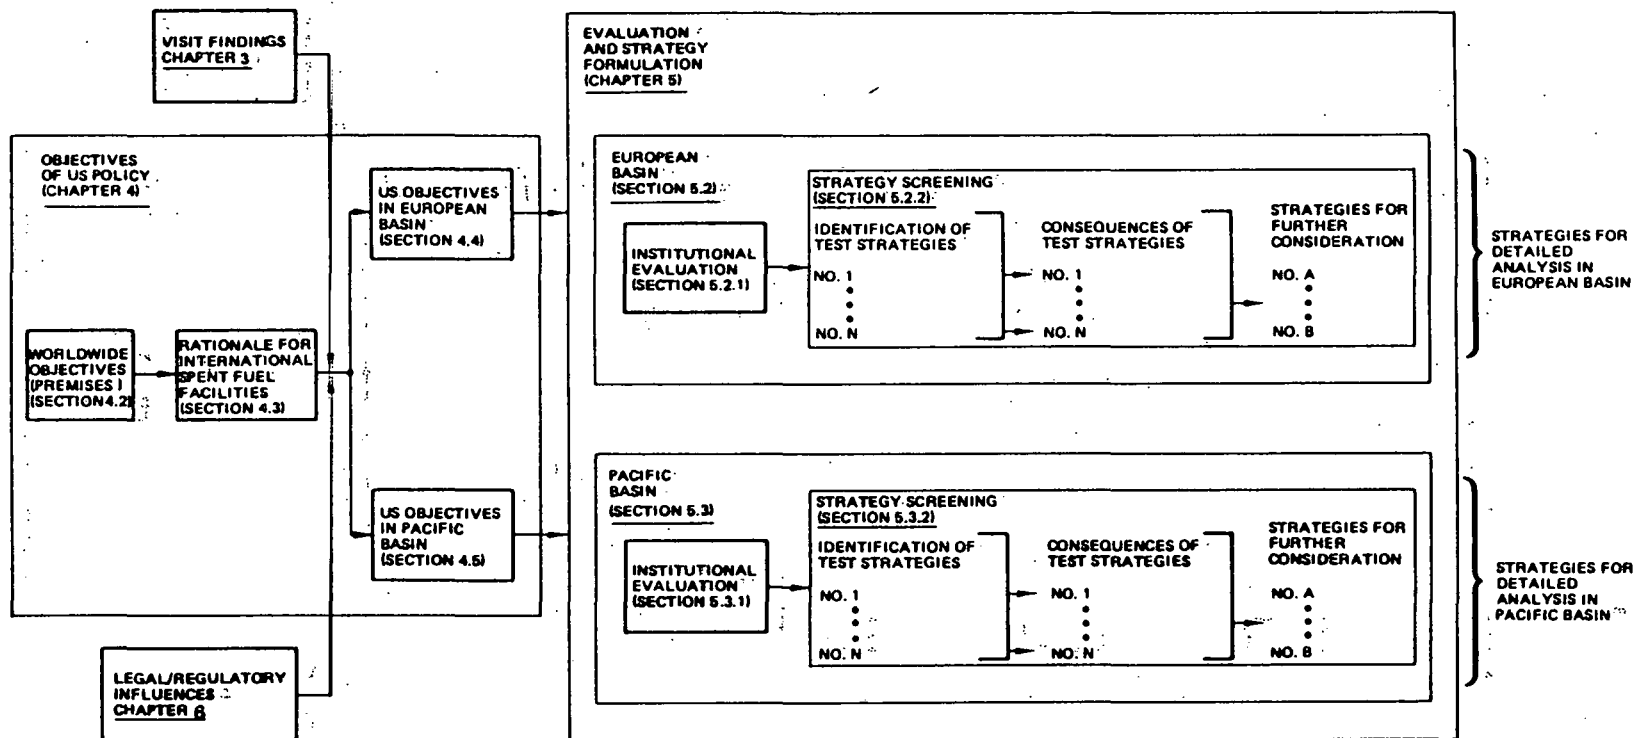 VISIT FINDINGS
CHAPTER 3
OBJECTIVES
OF US POLICY
(CHAPTER 4)
WORLDWIDE
OBJECTIVES
(PREMISES)
(SECTION 4.2)
RATIONALE FOR
INTERNATIONAL
SPENT FUEL
FACILITIES
(SECTION 4.3)
US OBJECTIVES
IN EUROPEAN
BASIN
(SECTION 4.4)
US OBJECTIVES
IN PACIFIC
BASIN
(SECTION 4.5)
LEGAL/REGULATORY
INFLUENCES
CHAPTER 6
EVALUATION
AND STRATEGY
FORMULATION
(CHAPTER 5)
EUROPEAN
BASIN
(SECTION 5.2)
INSTITUTIONAL
EVALUATION
(SECTION 5.2.1)
STRATEGY SCREENING
(SECTION 5.2.2)
IDENTIFICATION OF
TEST STRATEGIES
NO. 1
NO. N
CONSEQUENCES OF
TEST STRATEGIES
NO. 1
NO. N
STRATEGIES FOR
FURTHER
CONSIDERATION
NO. A
NO. B
STRATEGIES FOR
DETAILED
ANALYSIS IN
EUROPEAN BASIN
PACIFIC
BASIN
(SECTION 5.3)
INSTITUTIONAL
EVALUATION
(SECTION 5.3.1)
STRATEGY SCREENING
(SECTION 5.3.2)
IDENTIFICATION OF
TEST STRATEGIES
NO. 1
NO. N
CONSEQUENCES OF
TEST STRATEGIES
NO. 1
NO. N
STRATEGIES FOR
FURTHER
CONSIDERATION
NO. A
NO. B
STRATEGIES FOR
DETAILED
ANALYSIS IN
PACIFIC BASIN